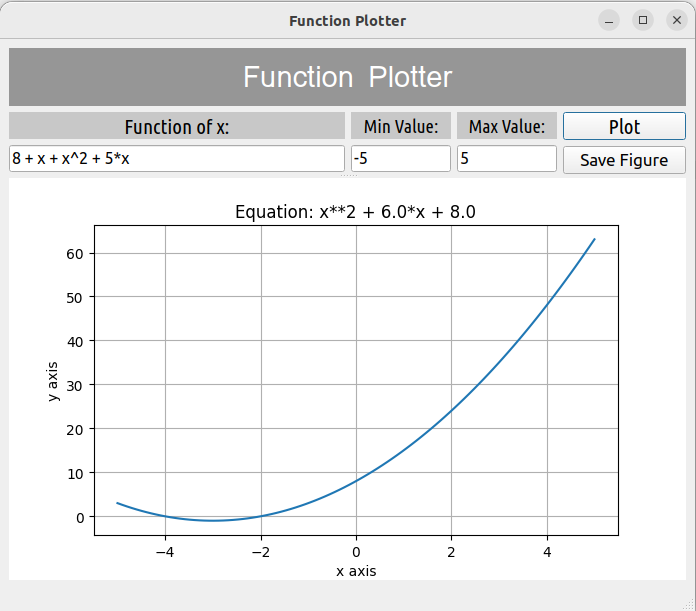 Function Plotter
Function Plotter
Function of x: Min Value: Max Value: Plot
8 + x + x^2 + 5*x -5 5 Save Figure
Equation: x**2 + 6.0*x + 8.0
60
50
40
30
20
10
0
y axis
−4 −2 0 2 4
x axis